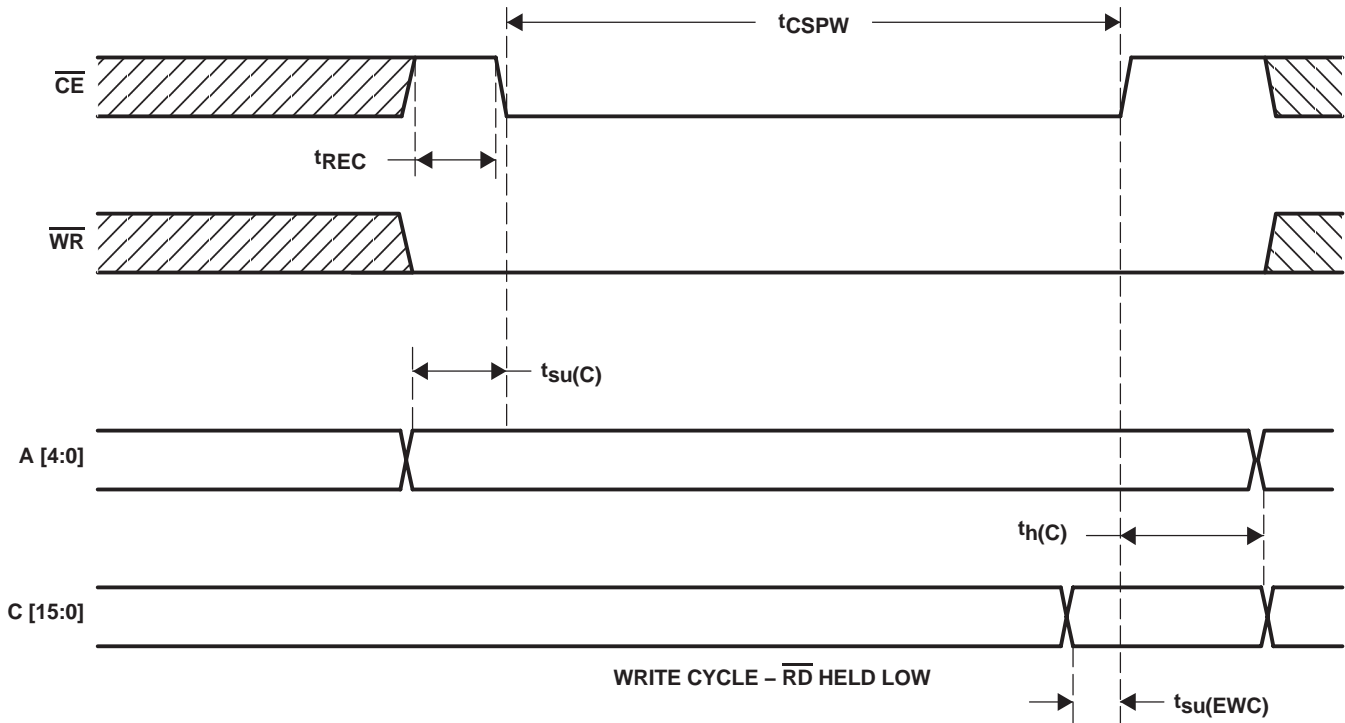 tCSPW
CE
tREC
WR
tsu(C)
A [4:0]
th(C)
C [15:0]
WRITE CYCLE – RD HELD LOW
tsu(EWC)